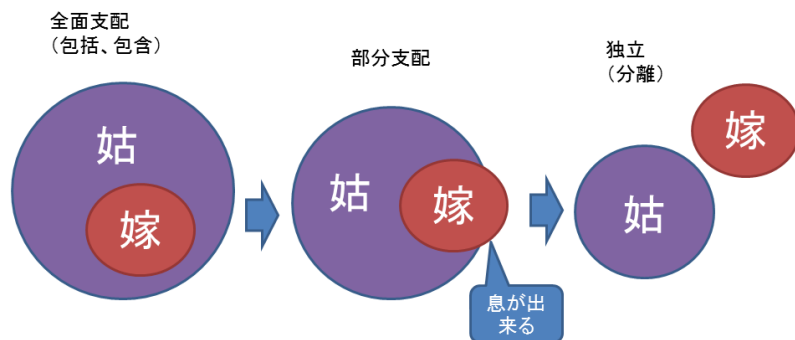 全面支配
（包括、包含）
姑
嫁
部分支配
姑
嫁
息が出
来る
独立
（分離）
嫁
姑